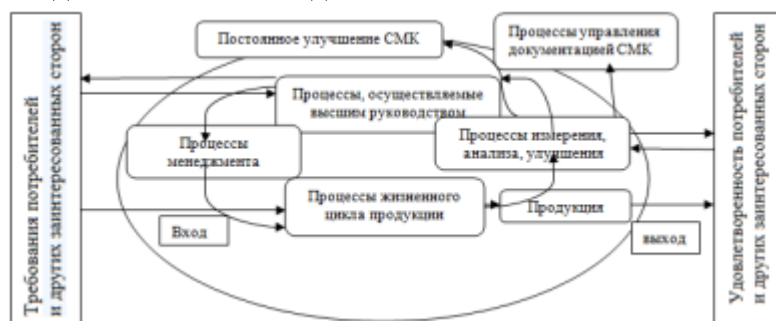 Требования потребителей
и других заинтересованных сторон
Постоянное улучшение СМК
Процессы управления
документацией СМК
Процессы, осуществляемые
высшим руководством
Процессы
менеджмента
Процессы измерения,
анализа, улучшения
Процессы жизненного
цикла продукции
Продукция
Вход
выход
Удовлетворенность потребителей
и других заинтересованных сторон